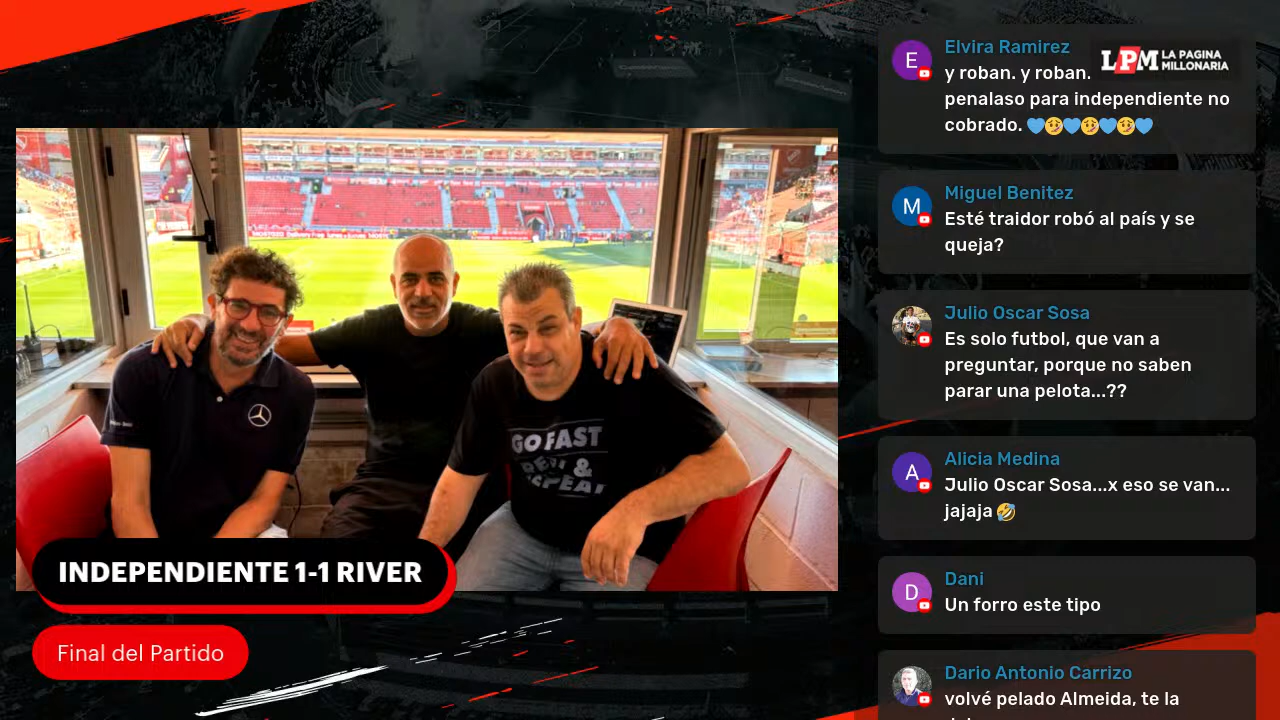 INDEPENDIENTE 1-1 RIVER
Final del Partido
GO FAST
&
LPM LA PAGINA
MILLONARIA
E
Elvira Ramirez
y roban. y roban.
penalaso para independiente no
cobrado. 💙🤕💙🤕💙🤕💙
M
Miguel Benitez
Esté traidor robó al país y se
queja?
Julio Oscar Sosa
Es solo futbol, que van a
preguntar, porque no saben
parar una pelota...??
A
Alicia Medina
Julio Oscar Sosa...x eso se van...
jajaja 🤣
D
Dani
Un forro este tipo
Dario Antonio Carrizo
volvé pelado Almeida, te la